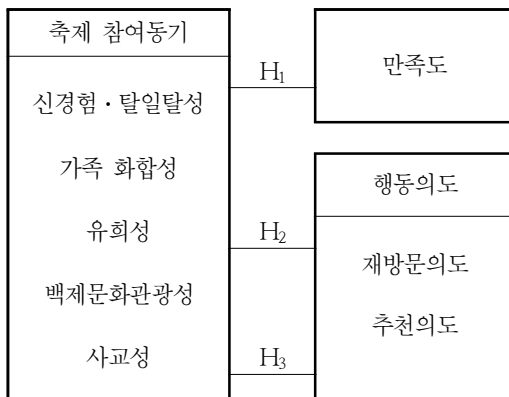 축제 참여동기
신경험·탈일탈성
가족 화합성
유희성
백제문화관광성
사교성
H1
H2
H3
만족도
행동의도
재방문의도
추천의도